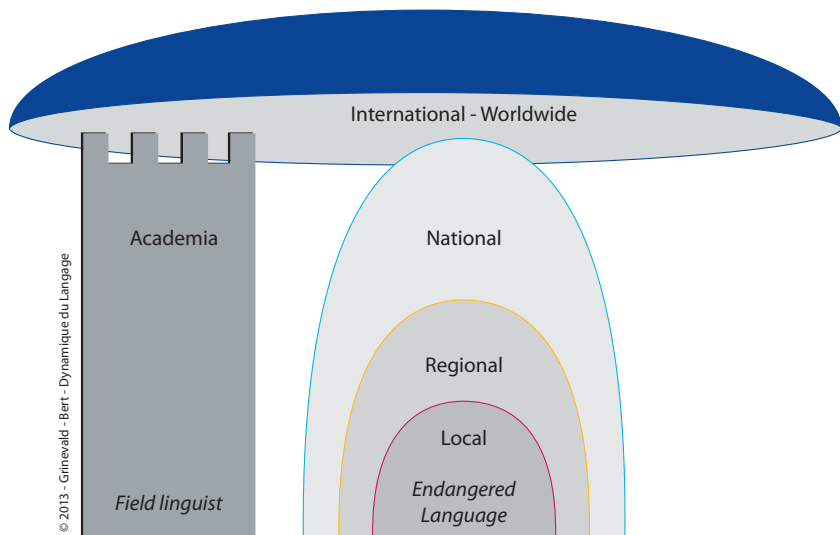 International - Worldwide
Academia
National
Regional
Local
Field linguist
Endangered
Language
© 2013 - Grinevald - Bert - Dynamique du Langage